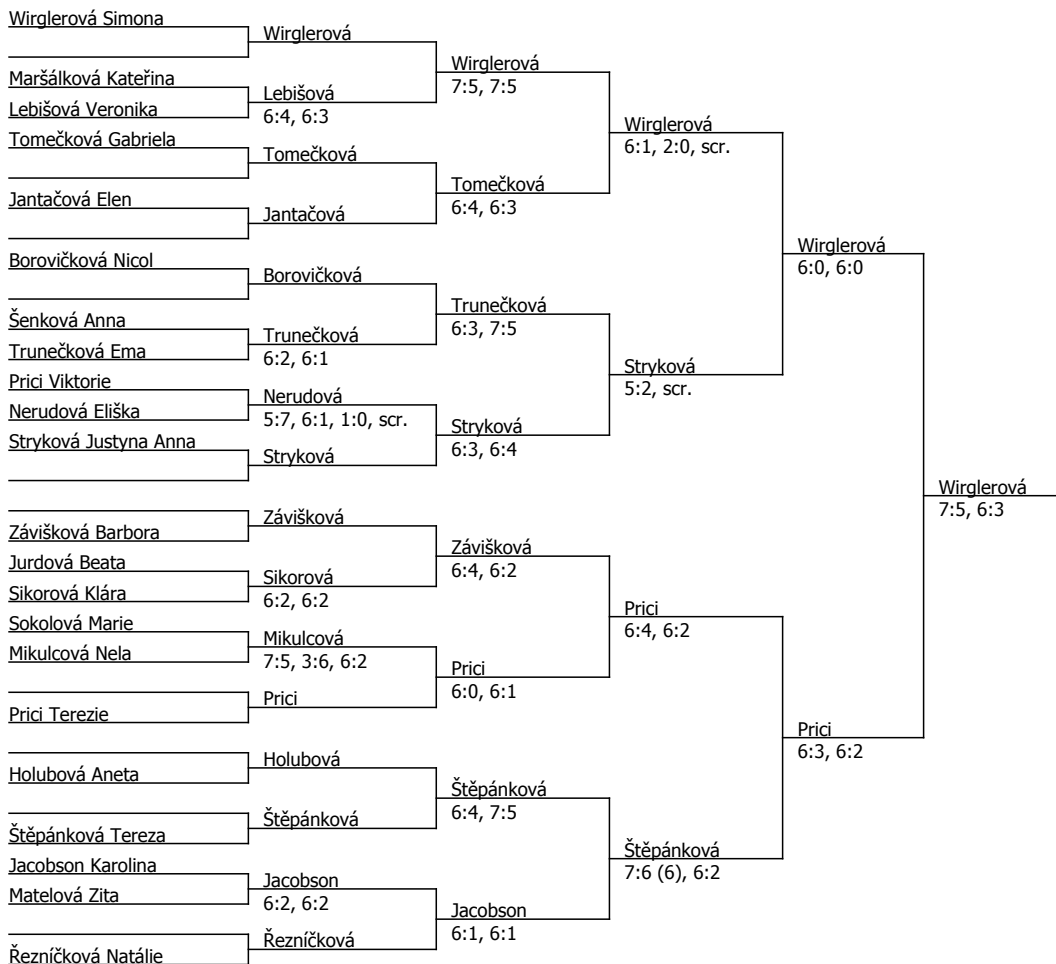 Wirglerová Simona
Wirglerová
Wirglerová
7:5, 7:5
Maršálková Kateřina
Lebišová
Lebišová Veronika
6:4, 6:3
Wirglerová
6:1, 2:0, scr.
Tomečková Gabriela
Tomečková
Tomečková
6:4, 6:3
Jantačová Elen
Jantačová
Wirglerová
6:0, 6:0
Borovičková Nicol
Borovičková
Trunečková
6:3, 7:5
Šenková Anna
Trunečková
Trunečková Ema
6:2, 6:1
Stryková
5:2, scr.
Prici Viktorie
Nerudová
Nerudová Eliška
5:7, 6:1, 1:0, scr.
Stryková
6:3, 6:4
Stryková Justyna Anna
Stryková
Wirglerová
7:5, 6:3
Závišková
Závišková Barbora
Závišková
6:4, 6:2
Jurdová Beata
Sikorová
Sikorová Klára
6:2, 6:2
Prici
6:4, 6:2
Sokolová Marie
Mikulcová
Mikulcová Nela
7:5, 3:6, 6:2
Prici
6:0, 6:1
Prici
Prici Terezie
Prici
6:3, 6:2
Holubová
Holubová Aneta
Štěpánková
6:4, 7:5
Štěpánková
Štěpánková Tereza
Štěpánková
7:6 (6), 6:2
Jacobson Karolina
Jacobson
Matelová Zita
6:2, 6:2
Jacobson
6:1, 6:1
Řezníčková
Řezníčková Natálie